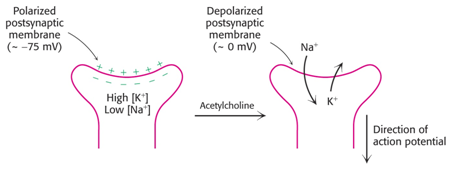 Polarized
postsynaptic
membrane
(~ −75 mV)
+ + + + + +
− − − − − −
High [K⁺]
Low [Na⁺]
Acetylcholine
Depolarized
postsynaptic
membrane
(~ 0 mV)
Na⁺
K⁺
Direction of
action potential